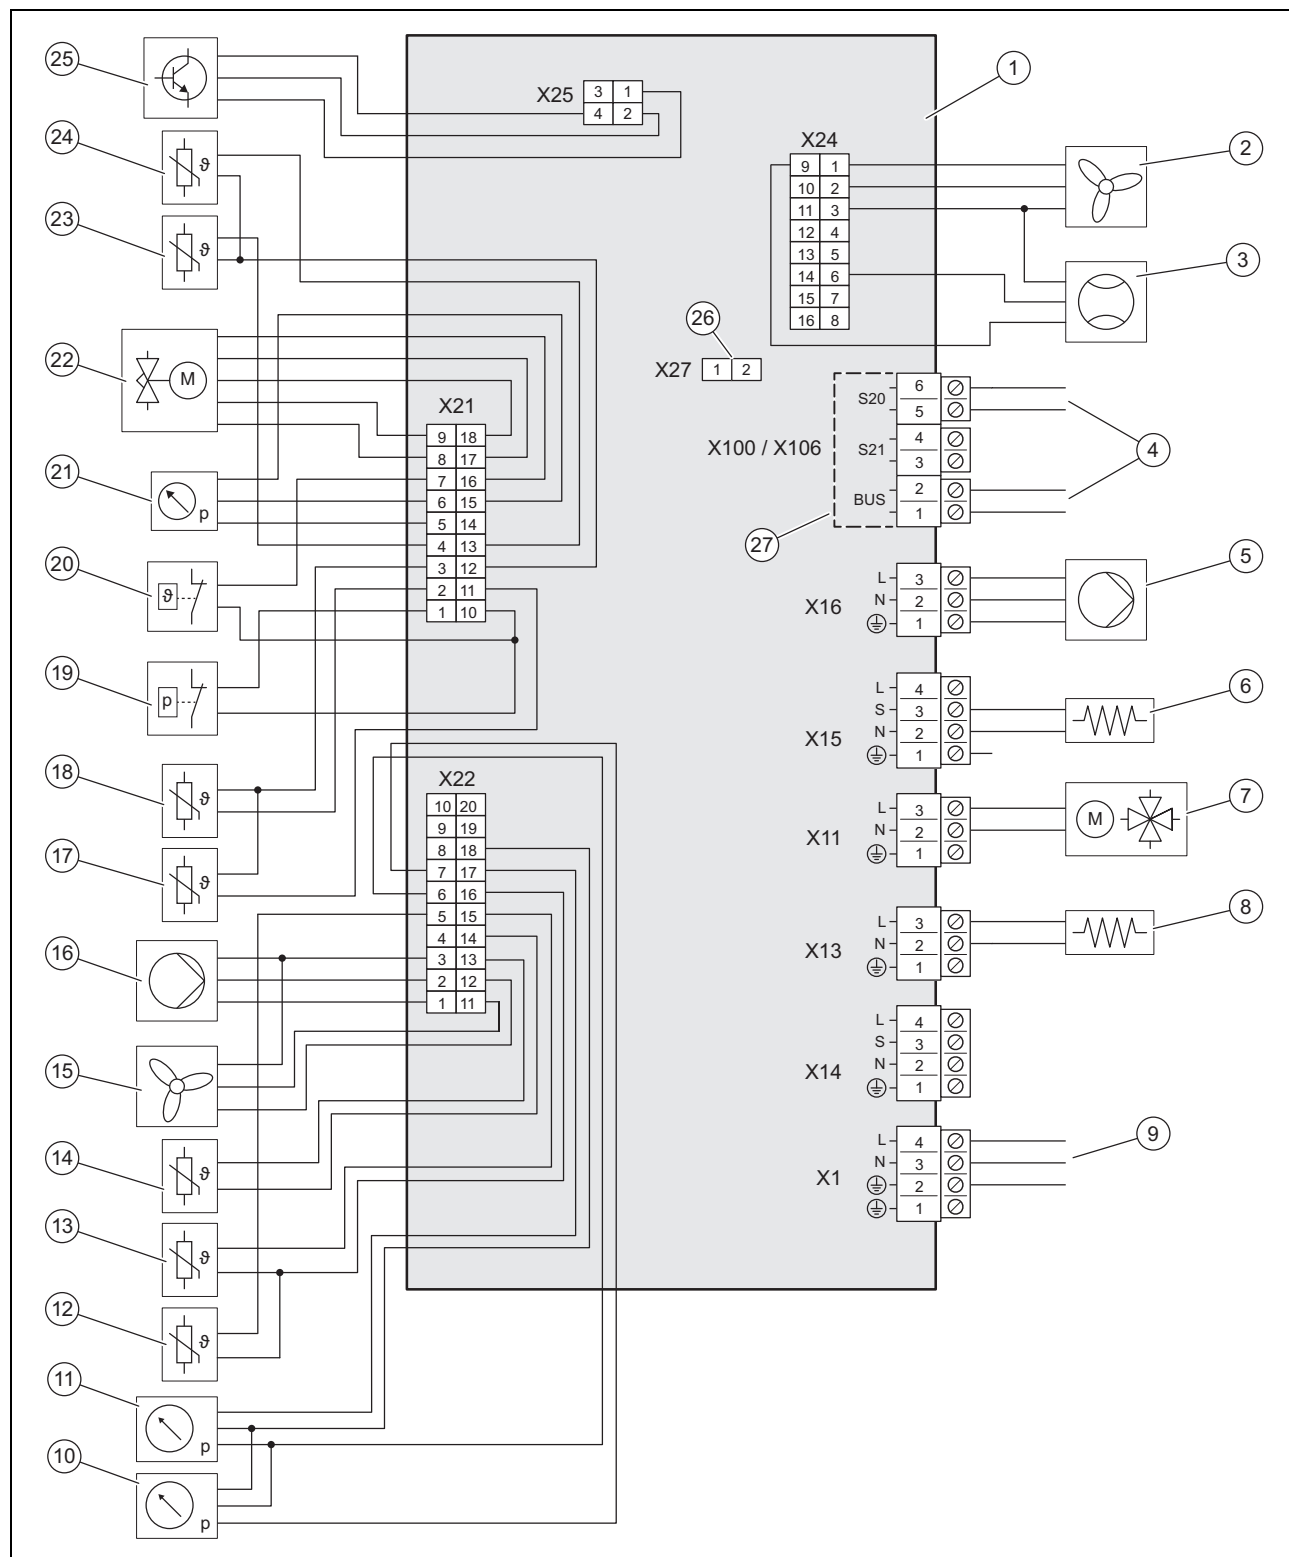 25
24
ϑ
23
ϑ
22
M
21
p
20
ϑ
19
p
18
ϑ
17
ϑ
16
15
14
ϑ
13
ϑ
12
ϑ
11
p
10
p
X25
3 1
4 2
1
X24
9 1
10 2
11 3
12 4
13 5
14 6
15 7
16 8
2
3
26
X27 1 2
X21
9 18
8 17
7 16
6 15
5 14
4 13
3 12
2 11
1 10
X22
10 20
9 19
8 18
7 17
6 16
5 15
4 14
3 13
2 12
1 11
X100 / X106
S20
6
5
S21
4
3
BUS
2
1
27
4
X16
L 3
N 2
1
5
X15
L 4
S 3
N 2
1
6
X11
L 3
N 2
1
M
7
X13
L 3
N 2
1
8
X14
L 4
S 3
N 2
1
X1
L 4
N 3
2
1
9